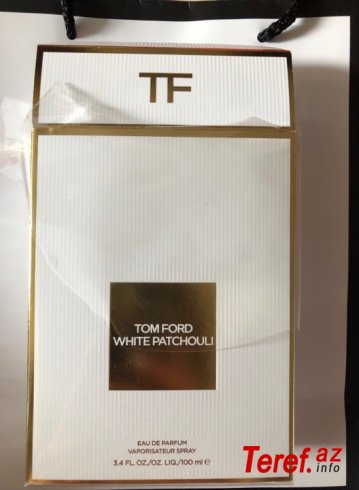 TF
TOM FORD
WHITE PATCHOULI
EAU DE PARFUM
VAPORISATEUR SPRAY
3.4 FL. OZ./OZ. LIQ./100 ml ℮
Teref.az
.info